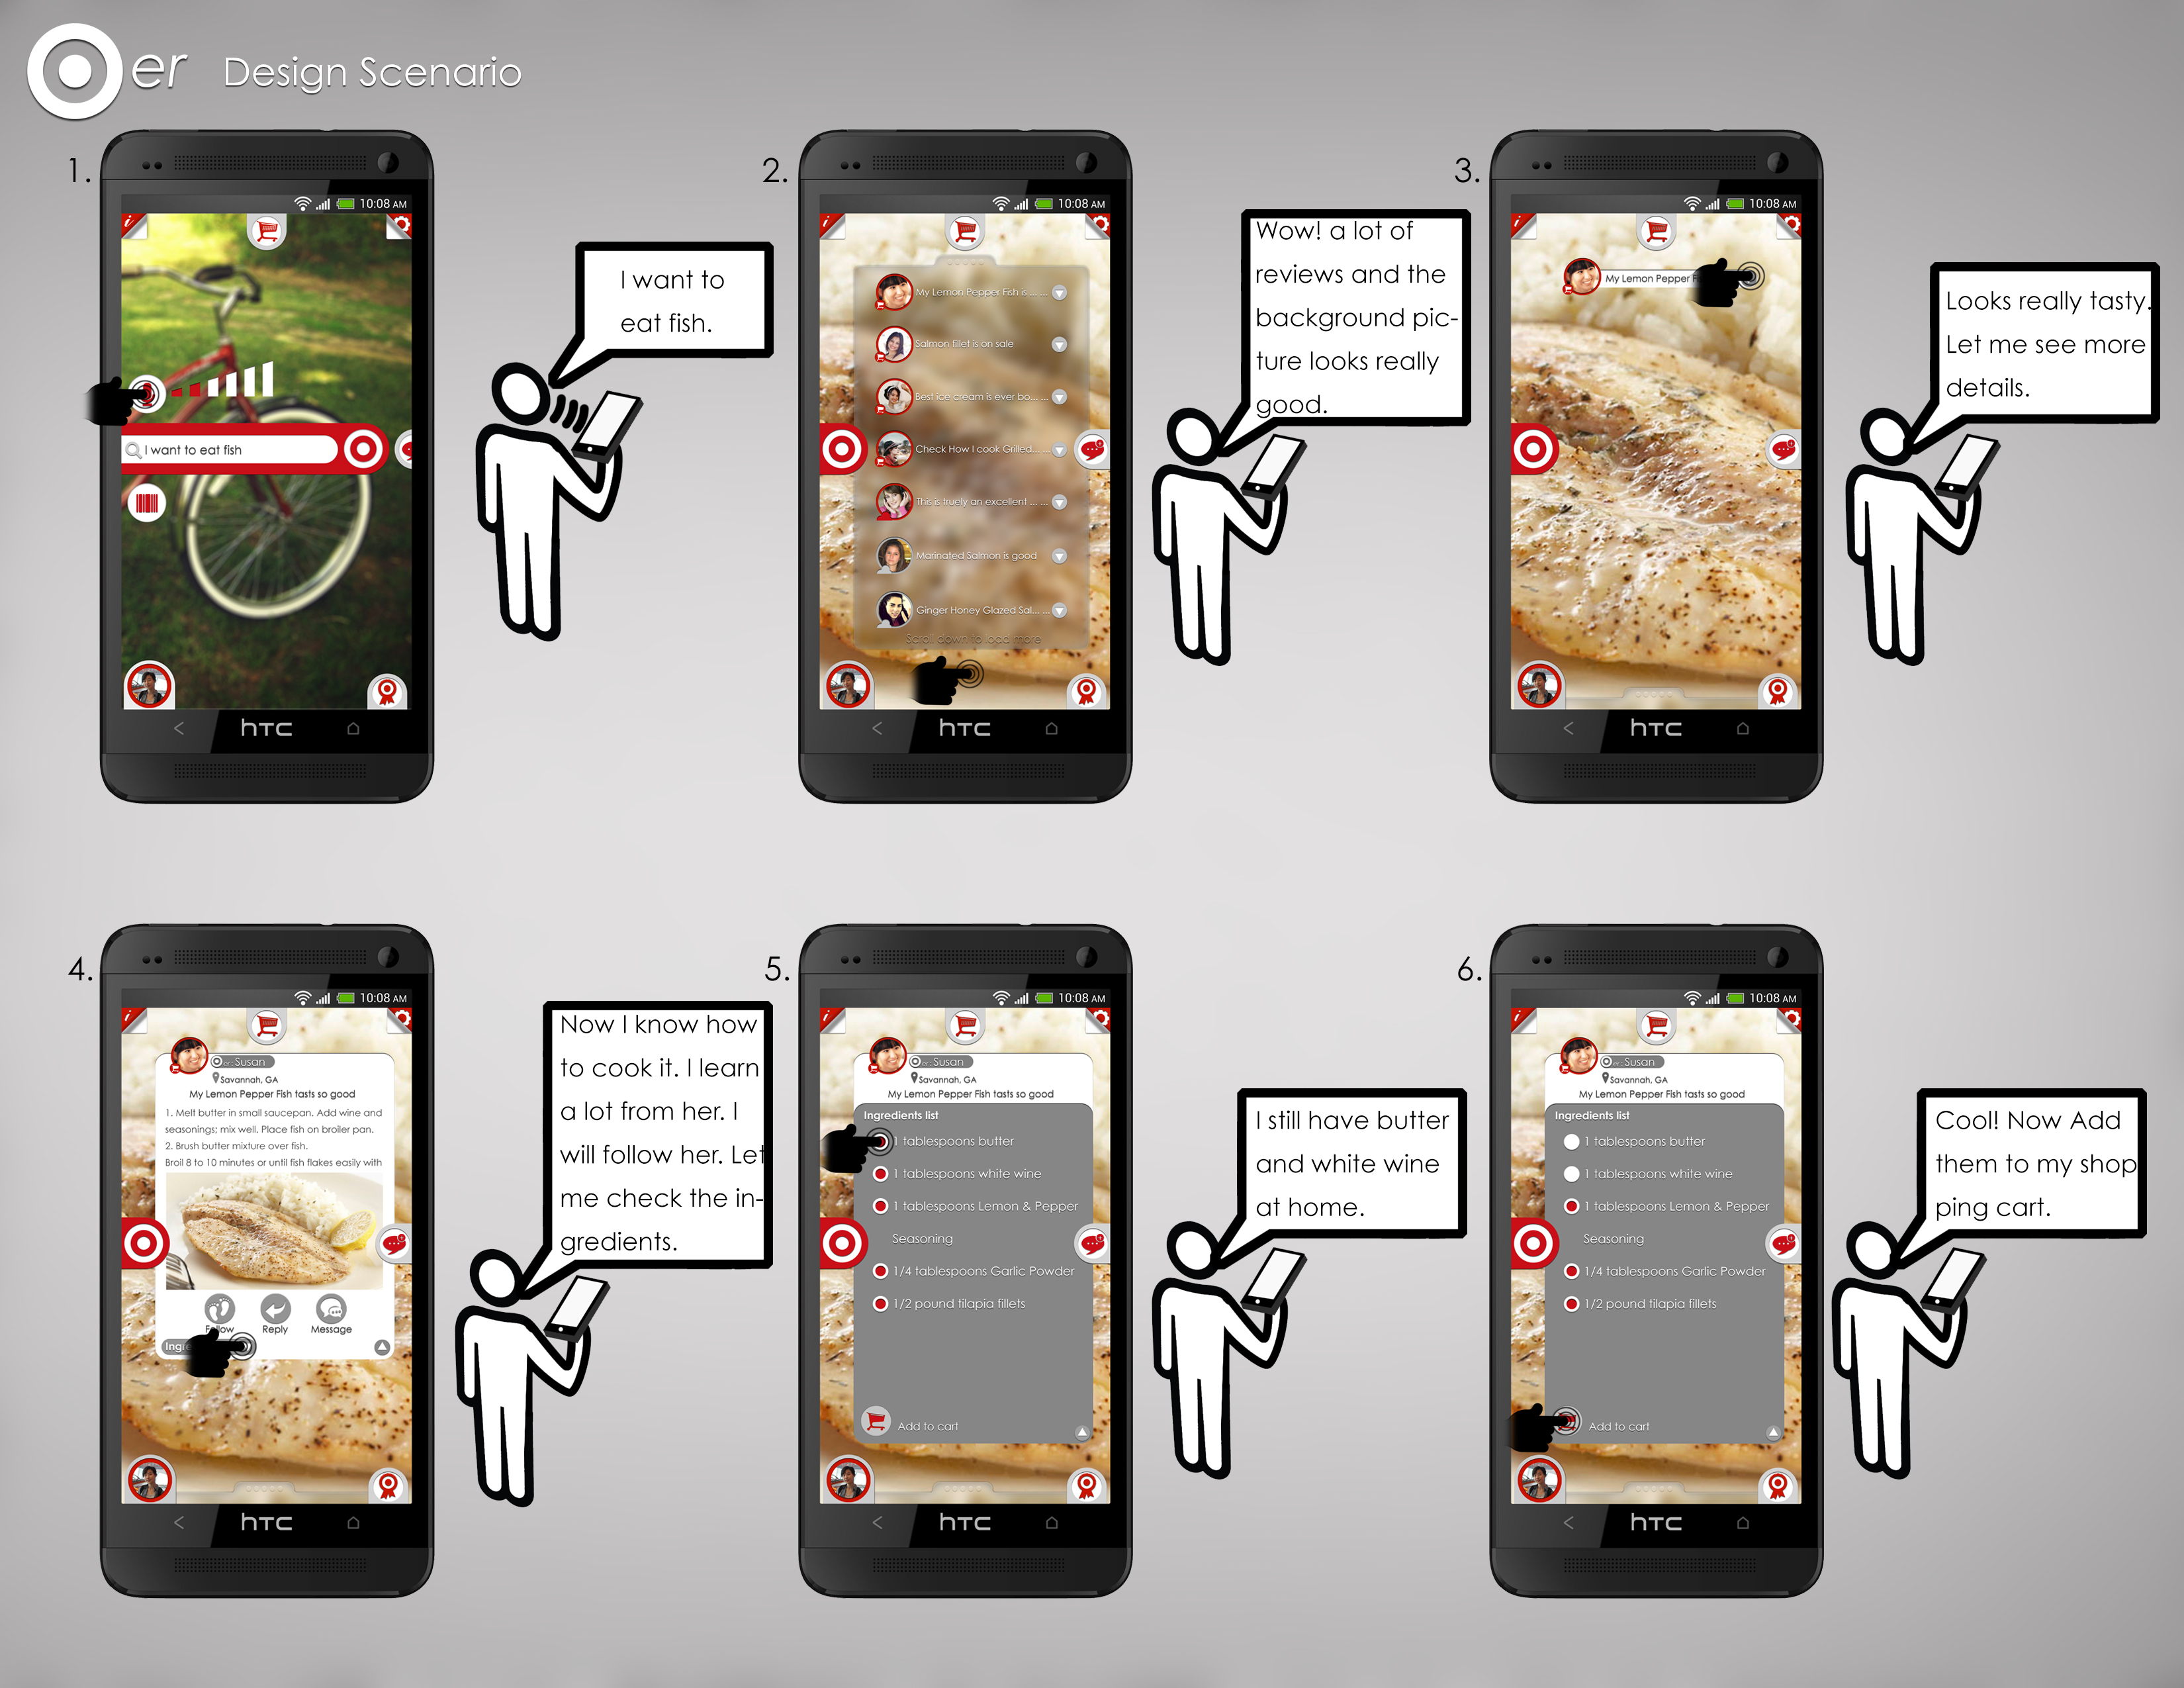 er Design Scenario
1.
10:08 AM
I want to eat fish
htc
I want to
eat fish.
2.
10:08 AM
My Lemon Pepper Fish is ... ...
Salmon fillet is on sale
Best ice cream is ever bo... ...
Check How I cook Grilled... ...
This is truely an excellent ... ...
Marinated Salmon is good
Ginger Honey Glazed Sal... ...
Scroll down to load more
htc
Wow! a lot of
reviews and the
background pic-
ture looks really
good.
3.
10:08 AM
My Lemon Pepper F
htc
Looks really tasty.
Let me see more
details.
4.
10:08 AM
er: Susan
Savannah, GA
My Lemon Pepper Fish tasts so good
1. Melt butter in small saucepan. Add wine and
seasonings; mix well. Place fish on broiler pan.
2. Brush butter mixture over fish.
Broil 8 to 10 minutes or until fish flakes easily with
Follow Reply Message
Ingre
htc
Now I know how
to cook it. I learn
a lot from her. I
will follow her. Let
me check the in-
gredients.
5.
10:08 AM
er: Susan
Savannah, GA
My Lemon Pepper Fish tasts so good
Ingredients list
1 tablespoons butter
1 tablespoons white wine
1 tablespoons Lemon & Pepper
Seasoning
1/4 tablespoons Garlic Powder
1/2 pound tilapia fillets
Add to cart
htc
I still have butter
and white wine
at home.
6.
10:08 AM
er: Susan
Savannah, GA
My Lemon Pepper Fish tasts so good
Ingredients list
1 tablespoons butter
1 tablespoons white wine
1 tablespoons Lemon & Pepper
Seasoning
1/4 tablespoons Garlic Powder
1/2 pound tilapia fillets
Add to cart
htc
Cool! Now Add
them to my shop
ping cart.